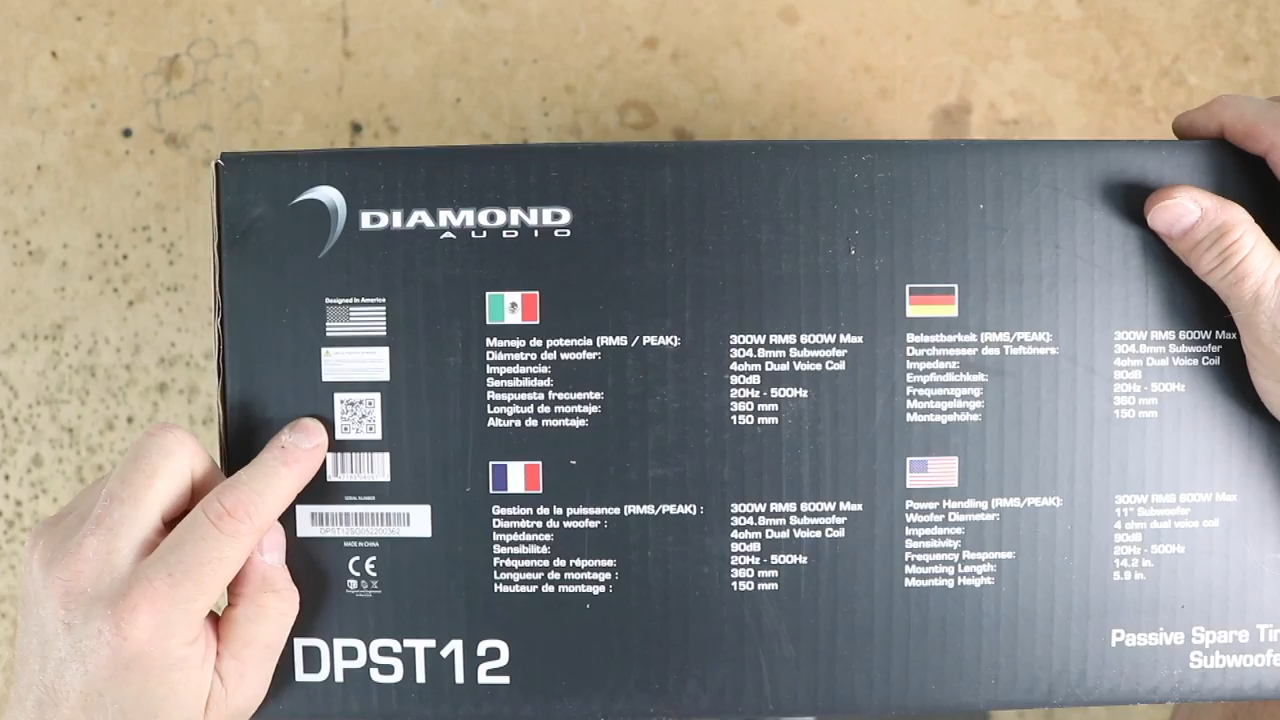 DIAMOND
AUDIO
Designed In America
SERIAL NUMBER
DPST12SG052200362
MADE IN CHINA
CE
Manejo de potencia (RMS / PEAK): 300W RMS 600W Max
Diámetro del woofer: 304.8mm Subwoofer
Impedancia: 4ohm Dual Voice Coil
Sensibilidad: 90dB
Respuesta frecuente: 20Hz - 500Hz
Longitud de montaje: 360 mm
Altura de montaje: 150 mm
Belastbarkeit (RMS/PEAK): 300W RMS 600W Max
Durchmesser des Tieftöners: 304.8mm Subwoofer
Impedanz: 4ohm Dual Voice Coil
Empfindlichkeit: 90dB
Frequenzgang: 20Hz - 500Hz
Montagelänge: 360 mm
Montagehöhe: 150 mm
Gestion de la puissance (RMS/PEAK) : 300W RMS 600W Max
Diamètre du woofer : 304.8mm Subwoofer
Impédance: 4ohm Dual Voice Coil
Sensibilité: 90dB
Fréquence de réponse: 20Hz - 500Hz
Longueur de montage : 360 mm
Hauteur de montage : 150 mm
Power Handling (RMS/PEAK): 300W RMS 600W Max
Woofer Diameter: 11" Subwoofer
Impedance: 4 ohm dual voice coil
Sensitivity: 90dB
Frequency Response: 20Hz - 500Hz
Mounting Length: 14.2 in.
Mounting Height: 5.9 in.
DPST12
Passive Spare Tir
Subwoofe